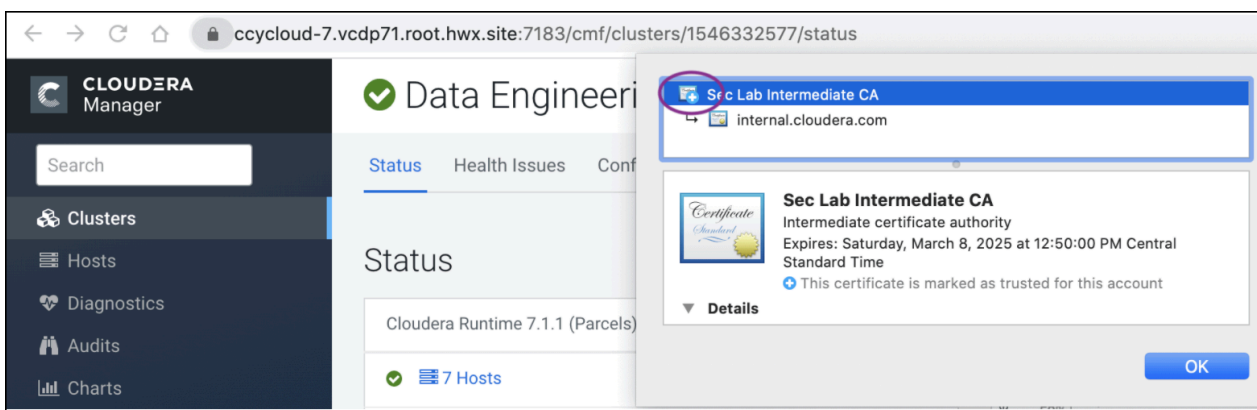 ccycloud-7.vcdp71.root.hwx.site:7183/cmf/clusters/1546332577/status
CLOUDERA
Manager
Search
Clusters
Hosts
Diagnostics
Audits
Charts
Data Engineeri
Status
Health Issues
Conf
Status
Cloudera Runtime 7.1.1 (Parcels)
7 Hosts
Sec Lab Intermediate CA
internal.cloudera.com
Certificate
Standard
Sec Lab Intermediate CA
Intermediate certificate authority
Expires: Saturday, March 8, 2025 at 12:50:00 PM Central
Standard Time
This certificate is marked as trusted for this account
Details
OK